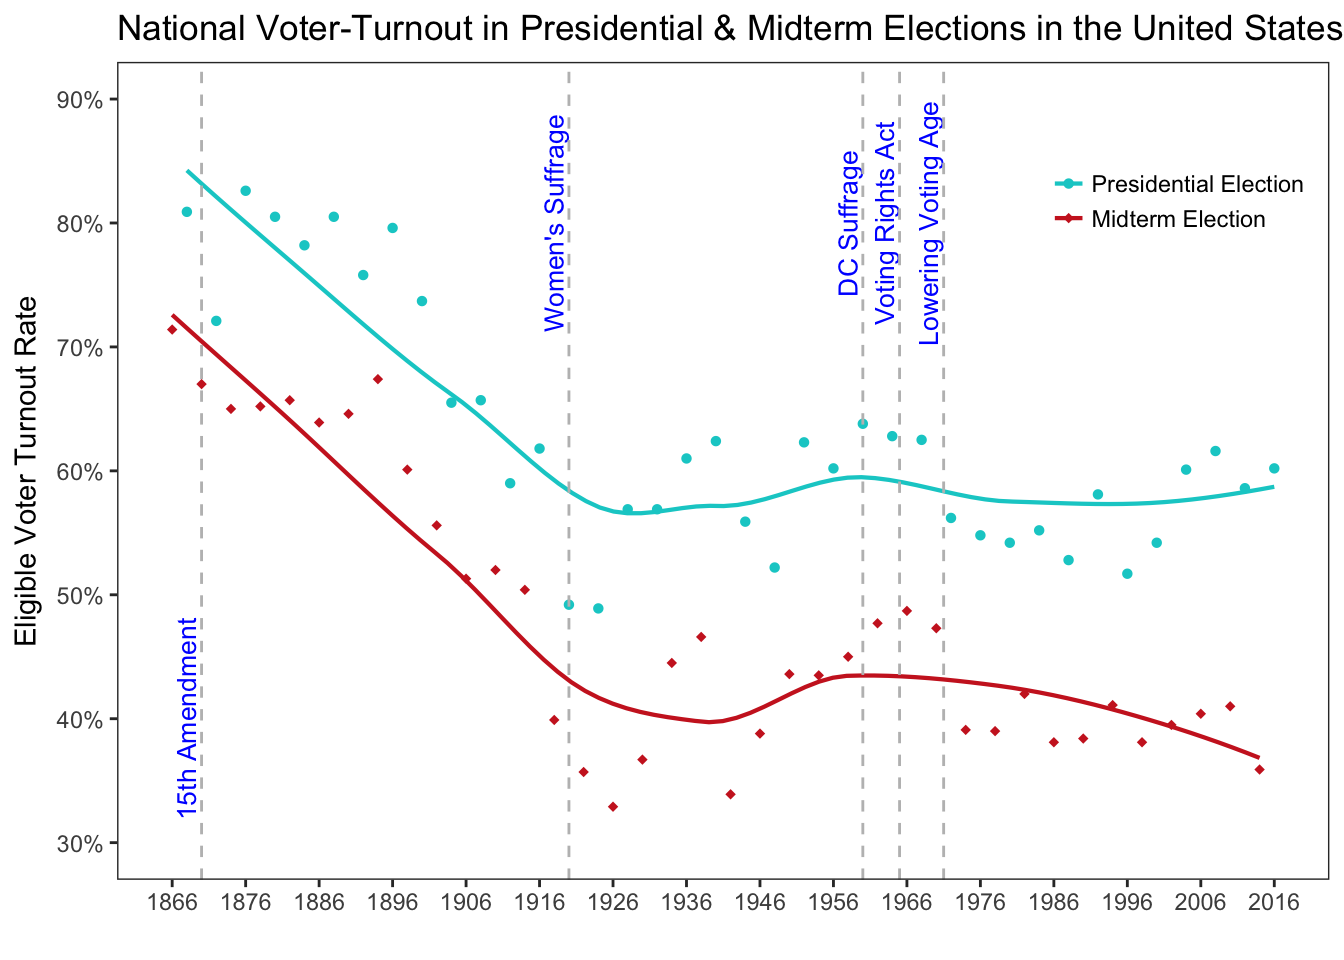 National Voter-Turnout in Presidential & Midterm Elections in the United States
Eligible Voter Turnout Rate
90%
80%
70%
60%
50%
40%
30%
15th Amendment
Women's Suffrage
DC Suffrage
Voting Rights Act
Lowering Voting Age
Presidential Election
Midterm Election
1866 1876 1886 1896 1906 1916 1926 1936 1946 1956 1966 1976 1986 1996 2006 2016